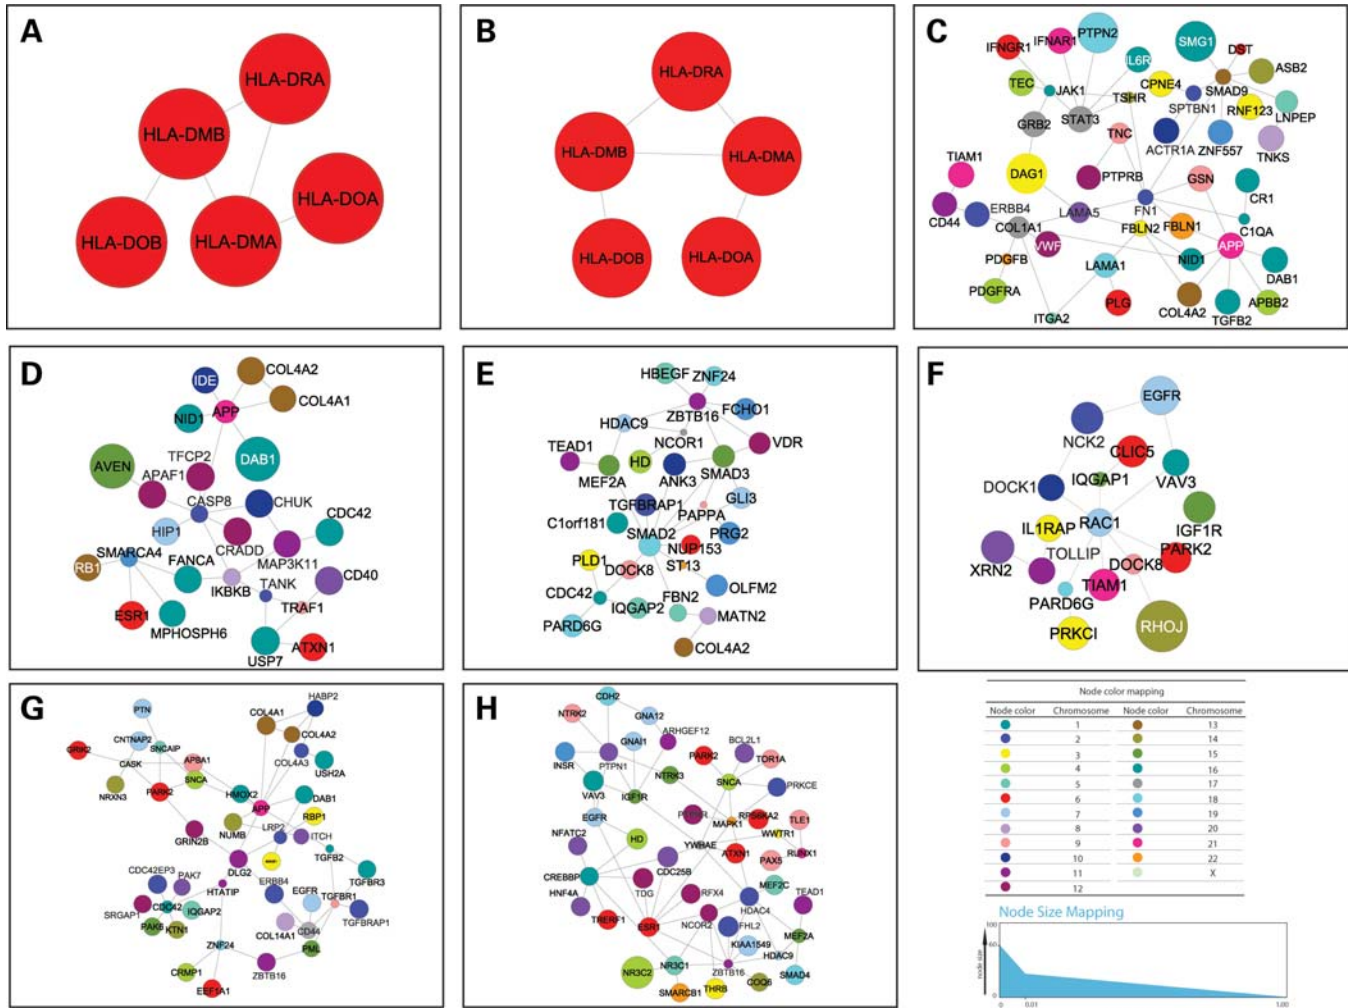 A
HLA-DRA
HLA-DMB
HLA-DOA
HLA-DOB
HLA-DMA
B
HLA-DRA
HLA-DMB
HLA-DMA
HLA-DOB
HLA-DOA
C
IFNGR1
IFNAR1
PTPN2
SMG1
DST
IL6R
ASB2
TEC
JAK1
CPNE4
SMAD9
TSHR
SPTBN1
RNF123
LNPEP
GRB2
STAT3
TNC
ACTR1A
ZNF557
TNKS
TIAM1
DAG1
PTPRB
GSN
CR1
CD44
ERBB4
LAMA5
FN1
COL1A1
FBLN2
FBLN1
C1QA
VWF
APP
PDGFB
LAMA1
NID1
DAB1
PDGFRA
PLG
COL4A2
APBB2
ITGA2
TGFB2
D
IDE
COL4A2
APP
COL4A1
NID1
AVEN
TFCP2
DAB1
APAF1
CASP8
CHUK
CDC42
HIP1
CRADD
SMARCA4
FANCA
MAP3K11
RB1
IKBKB
TANK
CD40
ESR1
TRAF1
MPHOSPH6
USP7
ATXN1
E
HBEGF
ZNF24
ZBTB16
FCHO1
HDAC9
NCOR1
VDR
TEAD1
HD
SMAD3
MEF2A
ANK3
TGFBRAP1
GLI3
PAPPA
C1orf181
SMAD2
PRG2
NUP153
PLD1
DOCK8
ST13
OLFM2
CDC42
FBN2
IQGAP2
MATN2
PARD6G
COL4A2
F
EGFR
NCK2
CLIC5
IQGAP1
VAV3
DOCK1
IL1RAP
RAC1
IGF1R
TOLLIP
PARK2
XRN2
DOCK8
TIAM1
PARD6G
PRKCI
RHOJ
G
HABP2
PTN
COL4A1
CNTNAP2
COL4A2
GRIK2
SNCAIP
COL4A3
CASK
APBA1
USH2A
SNCA
NRXN3
PARK2
HMOX2
DAB1
APP
RBP1
GRIN2B
NUMB
LRP2
ITCH
TGFB2
DLG2
CDC42EP3
PAK7
ERBB4
TGFBR3
HTATIP
EGFR
TGFBR1
SRGAP1
CDC42
IQGAP2
TGFBRAP1
PAK6
KTN1
COL14A1
CD44
ZNF24
PML
CRMP1
ZBTB16
EEF1A1
H
CDH2
NTRK2
GNA12
ARHGEF12
GNAI1
BCL2L1
INSR
PTPN1
PARK2
TOR1A
NTRK3
SNCA
VAV3
IGF1R
PRKCE
EGFR
MAPK1
RPS6KA2
TLE1
NFATC2
HD
WWTR1
YWHAE
ATXN1
PAX5
RUNX1
CREBBP
CDC25B
TDG
RFX4
MEF2C
TEAD1
HNF4A
HDAC4
TRERF1
ESR1
NCOR2
FHL2
MEF2A
KIAA1549
HDAC9
NR3C2
NR3C1
ZBTB16
SMAD4
SMARCB1
THRB
COQ6
Node color mapping
Node color Chromosome Node color Chromosome
1 13
2 14
3 15
4 16
5 17
6 18
7 19
8 20
9 21
10 22
11 X
12
Node Size Mapping
100
60
node size
0 0.01 1.00